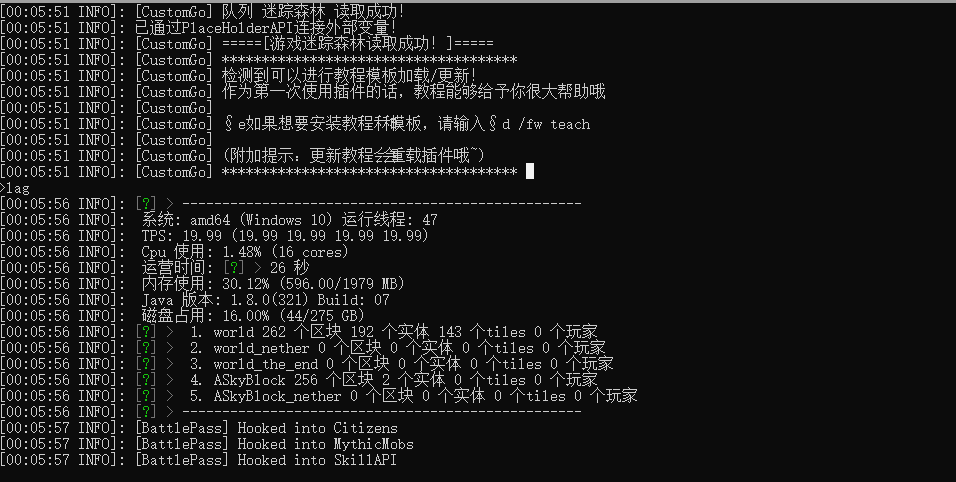 [00:05:51 INFO]: [CustomGo] 队列 迷踪森林 读取成功!
[00:05:51 INFO]: 已通过PlaceHolderAPI连接外部变量!
[00:05:51 INFO]: [CustomGo] =====[游戏迷踪森林读取成功! ]=====
[00:05:51 INFO]: [CustomGo] *************************************
[00:05:51 INFO]: [CustomGo] 检测到可以进行教程模板加载/更新!
[00:05:51 INFO]: [CustomGo] 作为第一次使用插件的话, 教程能够给予你很大帮助哦
[00:05:51 INFO]: [CustomGo]
[00:05:51 INFO]: [CustomGo] §e如果想要安装教程模板, 请输入§d /fw teach
[00:05:51 INFO]: [CustomGo]
[00:05:51 INFO]: [CustomGo] (附加提示: 更新教程会重载插件哦~)
[00:05:51 INFO]: [CustomGo] *************************************
>lag
[00:05:56 INFO]: [?] > --------------------------------------------------
[00:05:56 INFO]: 系统: amd64 (Windows 10) 运行线程: 47
[00:05:56 INFO]: TPS: 19.99 (19.99 19.99 19.99 19.99)
[00:05:56 INFO]: Cpu 使用: 1.48% (16 cores)
[00:05:56 INFO]: 运营时间: [?] > 26 秒
[00:05:56 INFO]: 内存使用: 30.12% (596.00/1979 MB)
[00:05:56 INFO]: Java 版本: 1.8.0(321) Build: 07
[00:05:56 INFO]: 磁盘占用: 16.00% (44/275 GB)
[00:05:56 INFO]: [?] > 1. world 262 个区块 192 个实体 143 个tiles 0 个玩家
[00:05:56 INFO]: [?] > 2. world_nether 0 个区块 0 个实体 0 个tiles 0 个玩家
[00:05:56 INFO]: [?] > 3. world_the_end 0 个区块 0 个实体 0 个tiles 0 个玩家
[00:05:56 INFO]: [?] > 4. ASkyBlock 256 个区块 2 个实体 0 个tiles 0 个玩家
[00:05:56 INFO]: [?] > 5. ASkyBlock_nether 0 个区块 0 个实体 0 个tiles 0 个玩家
[00:05:56 INFO]: [?] > --------------------------------------------------
[00:05:57 INFO]: [BattlePass] Hooked into Citizens
[00:05:57 INFO]: [BattlePass] Hooked into MythicMobs
[00:05:57 INFO]: [BattlePass] Hooked into SkillAPI